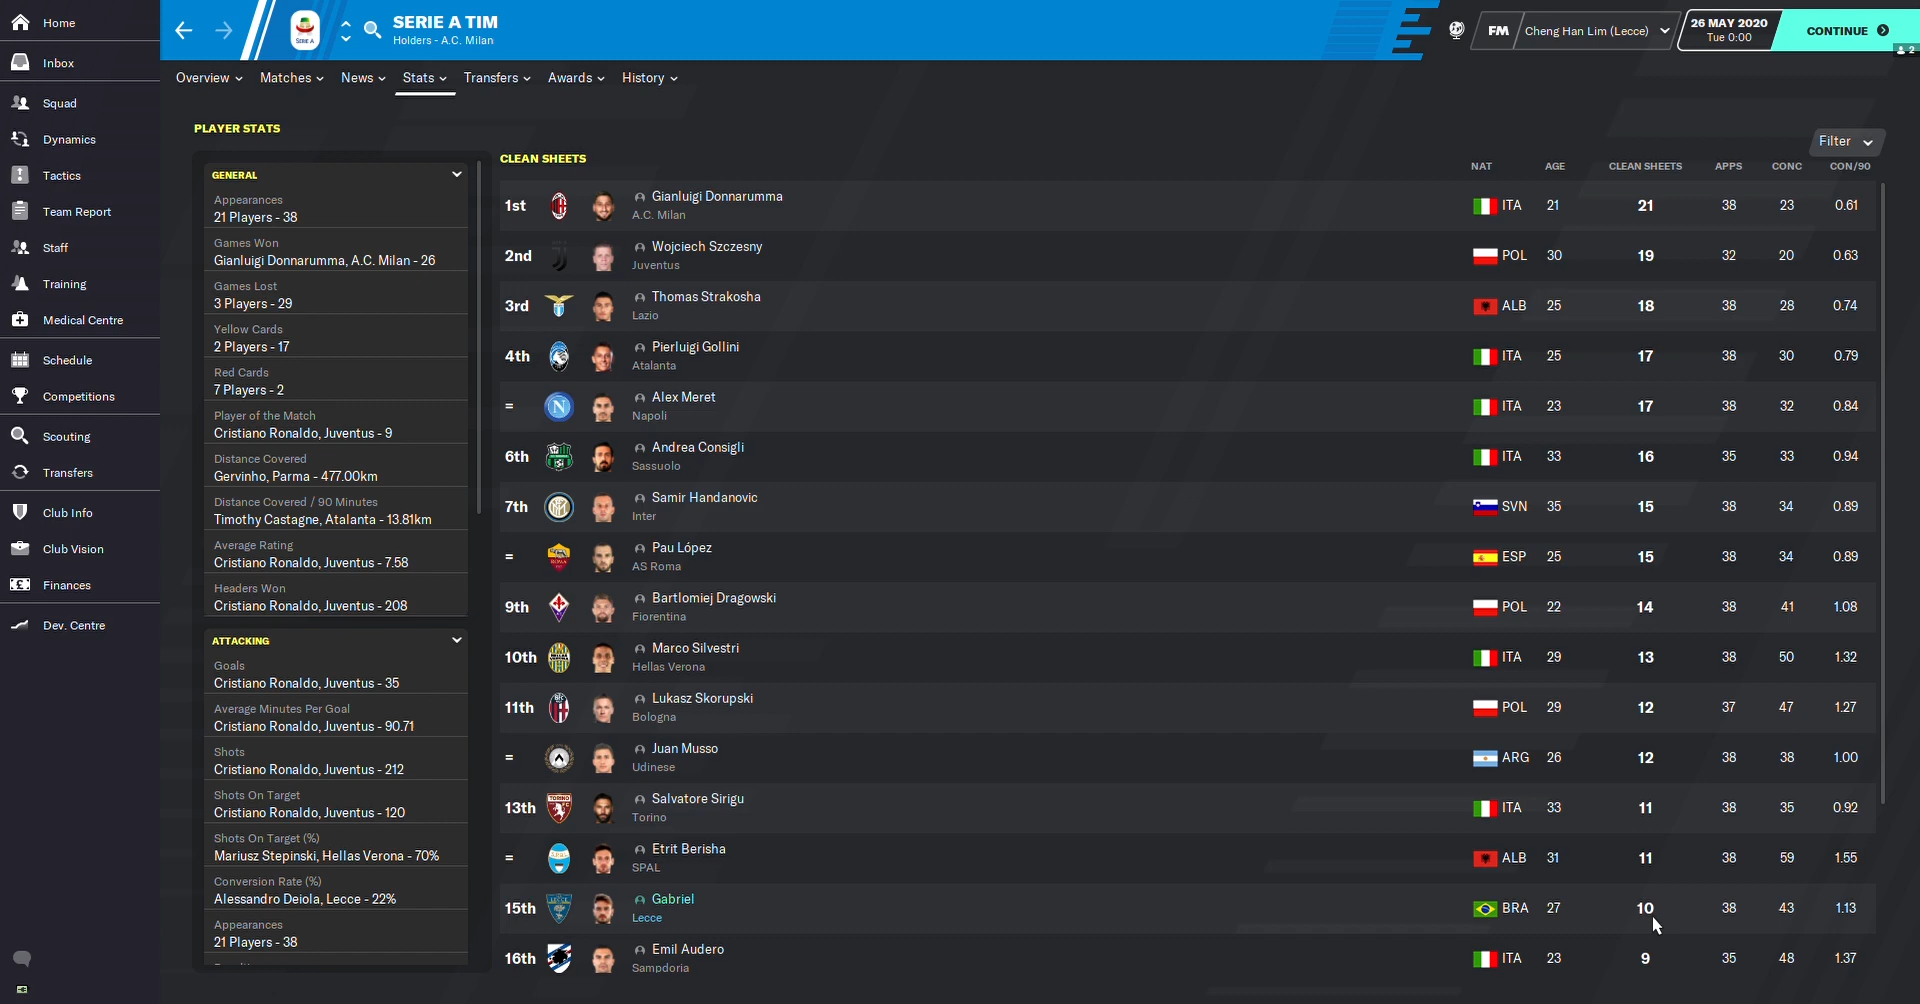 Home
Inbox
Squad
Dynamics
Tactics
Team Report
Staff
Training
Medical Centre
Schedule
Competitions
Scouting
Transfers
Club Info
Club Vision
Finances
Dev. Centre
SERIE A TIM
Holders - A.C. Milan
FM Cheng Han Lim (Lecce)
26 MAY 2020
Tue 0:00
CONTINUE
2
Overview Matches News Stats Transfers Awards History
PLAYER STATS
Filter
GENERAL
Appearances
21 Players - 38
Games Won
Gianluigi Donnarumma, A.C. Milan - 26
Games Lost
3 Players - 29
Yellow Cards
2 Players - 17
Red Cards
7 Players - 2
Player of the Match
Cristiano Ronaldo, Juventus - 9
Distance Covered
Gervinho, Parma - 477.00km
Distance Covered / 90 Minutes
Timothy Castagne, Atalanta - 13.81km
Average Rating
Cristiano Ronaldo, Juventus - 7.58
Headers Won
Cristiano Ronaldo, Juventus - 208
ATTACKING
Goals
Cristiano Ronaldo, Juventus - 35
Average Minutes Per Goal
Cristiano Ronaldo, Juventus - 90.71
Shots
Cristiano Ronaldo, Juventus - 212
Shots On Target
Cristiano Ronaldo, Juventus - 120
Shots On Target (%)
Mariusz Stepinski, Hellas Verona - 70%
Conversion Rate (%)
Alessandro Deiola, Lecce - 22%
Appearances
21 Players - 38
CLEAN SHEETS
NAT AGE CLEAN SHEETS APPS CONC CON/90
1st Gianluigi Donnarumma ITA 21 21 38 23 0.61
A.C. Milan
2nd Wojciech Szczesny POL 30 19 32 20 0.63
Juventus
3rd Thomas Strakosha ALB 25 18 38 28 0.74
Lazio
4th Pierluigi Gollini ITA 25 17 38 30 0.79
Atalanta
= Alex Meret ITA 23 17 38 32 0.84
Napoli
6th Andrea Consigli ITA 33 16 35 33 0.94
Sassuolo
7th Samir Handanovic SVN 35 15 38 34 0.89
Inter
= Pau López ESP 25 15 38 34 0.89
AS Roma
9th Bartlomiej Dragowski POL 22 14 38 41 1.08
Fiorentina
10th Marco Silvestri ITA 29 13 38 50 1.32
Hellas Verona
11th Lukasz Skorupski POL 29 12 37 47 1.27
Bologna
= Juan Musso ARG 26 12 38 38 1.00
Udinese
13th Salvatore Sirigu ITA 33 11 38 35 0.92
Torino
= Etrit Berisha ALB 31 11 38 59 1.55
SPAL
15th Gabriel BRA 27 10 38 43 1.13
Lecce
16th Emil Audero ITA 23 9 35 48 1.37
Sampdoria